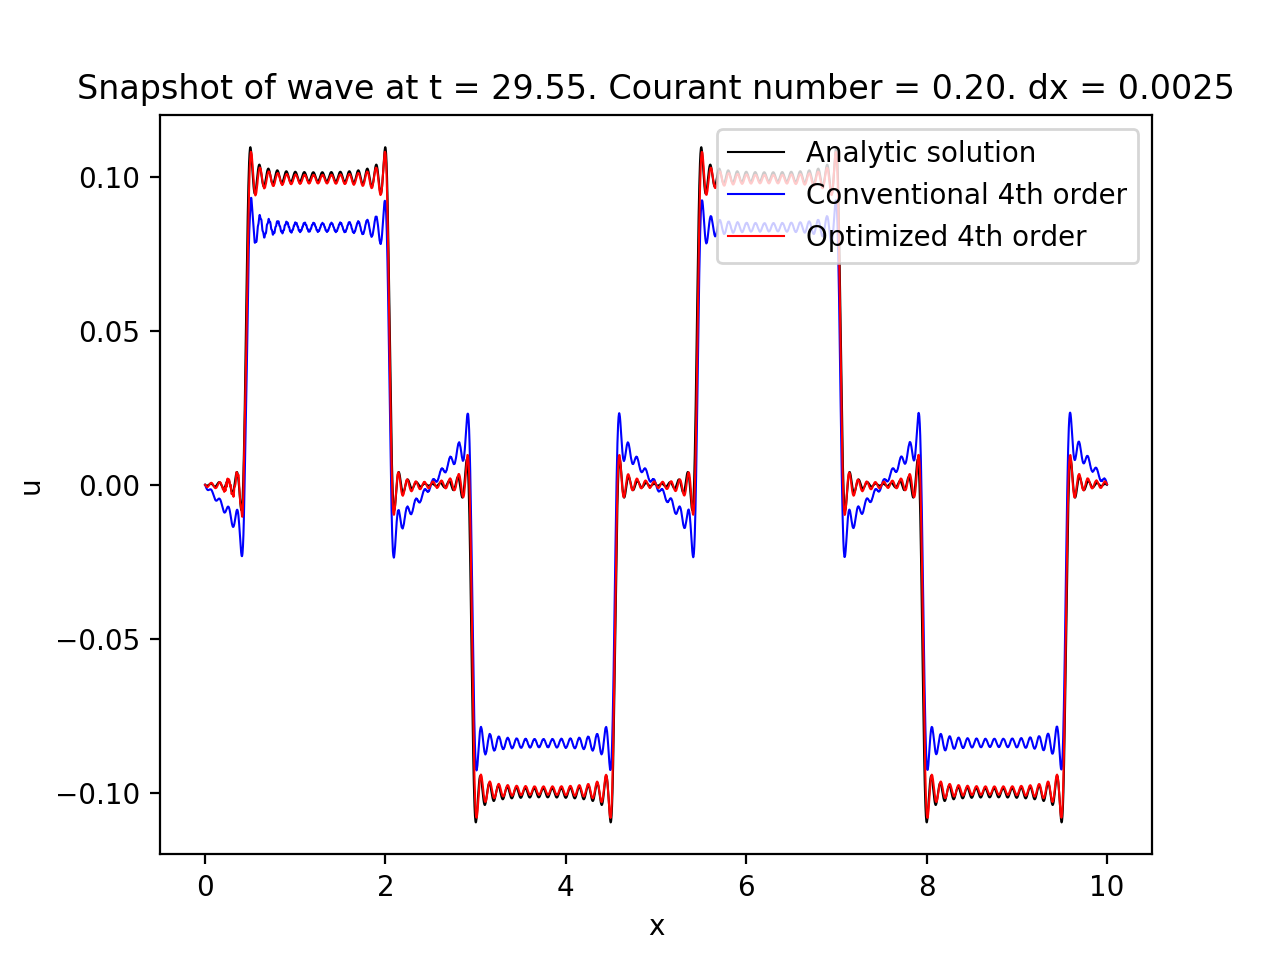 Snapshot of wave at t = 29.55. Courant number = 0.20. dx = 0.0025
Analytic solution
Conventional 4th order
Optimized 4th order
0.10
0.05
0.00
−0.05
−0.10
u
0 2 4 6 8 10
x